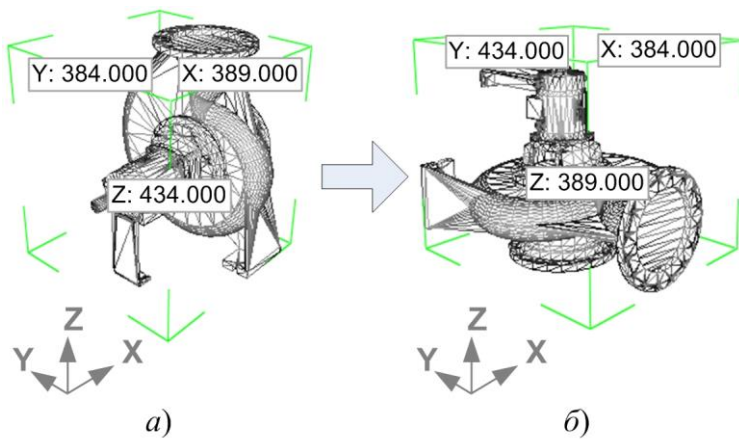 Y: 384.000
X: 389.000
Z: 434.000
Z
Y
X
а)
Y: 434.000
X: 384.000
Z: 389.000
Z
Y
X
б)